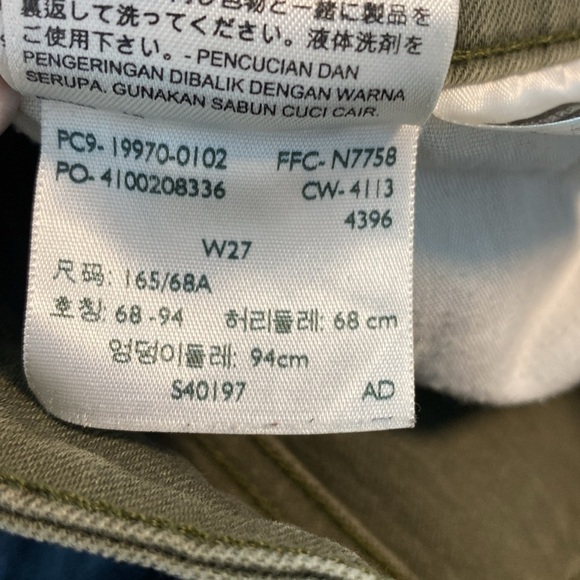 裏返して洗ってください。液体洗剤を
ご使用下さい。- PENCUCIAN DAN
PENGERINGAN DIBALIK DENGAN WARNA
SERUPA. GUNAKAN SABUN CUCI CAIR.
PC9- 19970-0102 FFC- N7758
PO- 4100208336 CW- 4113
4396
W27
尺码: 165/68A
호칭: 68 -94 허리둘레: 68 cm
엉덩이둘레: 94cm
S40197 AD